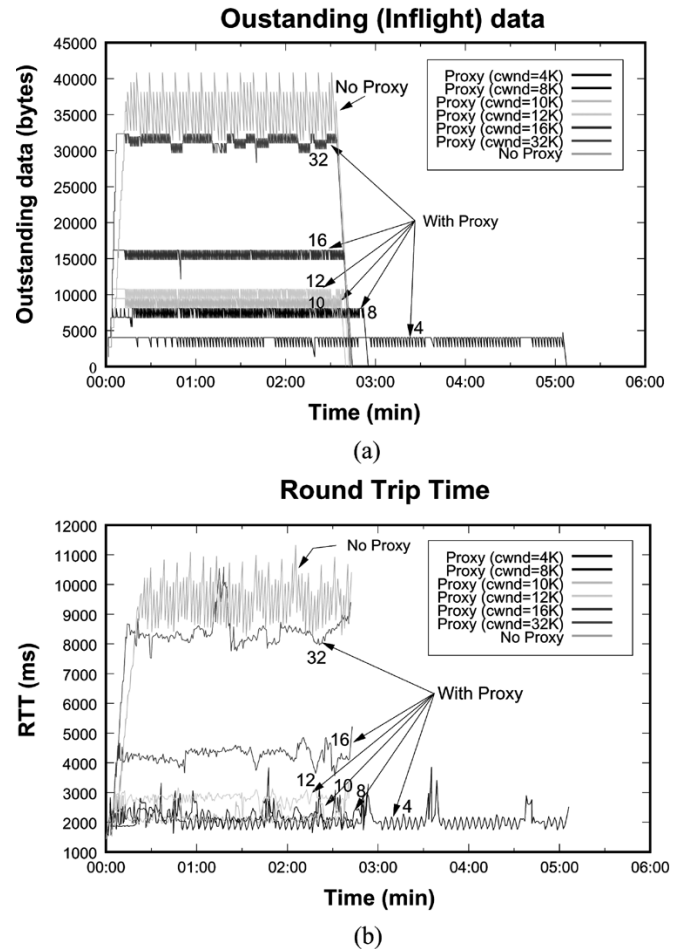 Oustanding (Inflight) data
Outstanding data (bytes)
45000
40000
35000
30000
25000
20000
15000
10000
5000
0
No Proxy
32
16
12
10
8
4
With Proxy
Proxy (cwnd=4K)
Proxy (cwnd=8K)
Proxy (cwnd=10K)
Proxy (cwnd=12K)
Proxy (cwnd=16K)
Proxy (cwnd=32K)
No Proxy
00:00 01:00 02:00 03:00 04:00 05:00 06:00
Time (min)
(a)
Round Trip Time
RTT (ms)
12000
11000
10000
9000
8000
7000
6000
5000
4000
3000
2000
1000
No Proxy
32
16
12
10
8
4
With Proxy
Proxy (cwnd=4K)
Proxy (cwnd=8K)
Proxy (cwnd=10K)
Proxy (cwnd=12K)
Proxy (cwnd=16K)
Proxy (cwnd=32K)
No Proxy
00:00 01:00 02:00 03:00 04:00 05:00 06:00
Time (min)
(b)